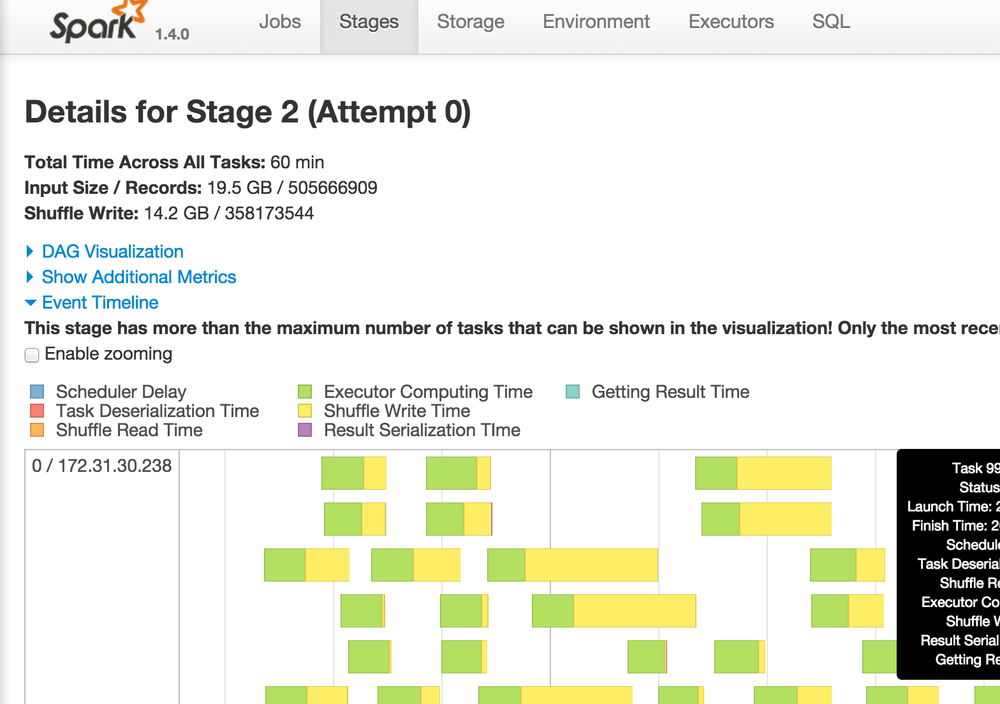 Spark 1.4.0 Jobs Stages Storage Environment Executors SQL
Details for Stage 2 (Attempt 0)
Total Time Across All Tasks: 60 min
Input Size / Records: 19.5 GB / 505666909
Shuffle Write: 14.2 GB / 358173544
DAG Visualization
Show Additional Metrics
Event Timeline
This stage has more than the maximum number of tasks that can be shown in the visualization! Only the most rece
Enable zooming
Scheduler Delay Executor Computing Time Getting Result Time
Task Deserialization Time Shuffle Write Time
Shuffle Read Time Result Serialization TIme
0 / 172.31.30.238
Task 99
Status
Launch Time: 2
Finish Time: 20
Schedule
Task Deserial
Shuffle Re
Executor Co
Shuffle W
Result Serial
Getting Re